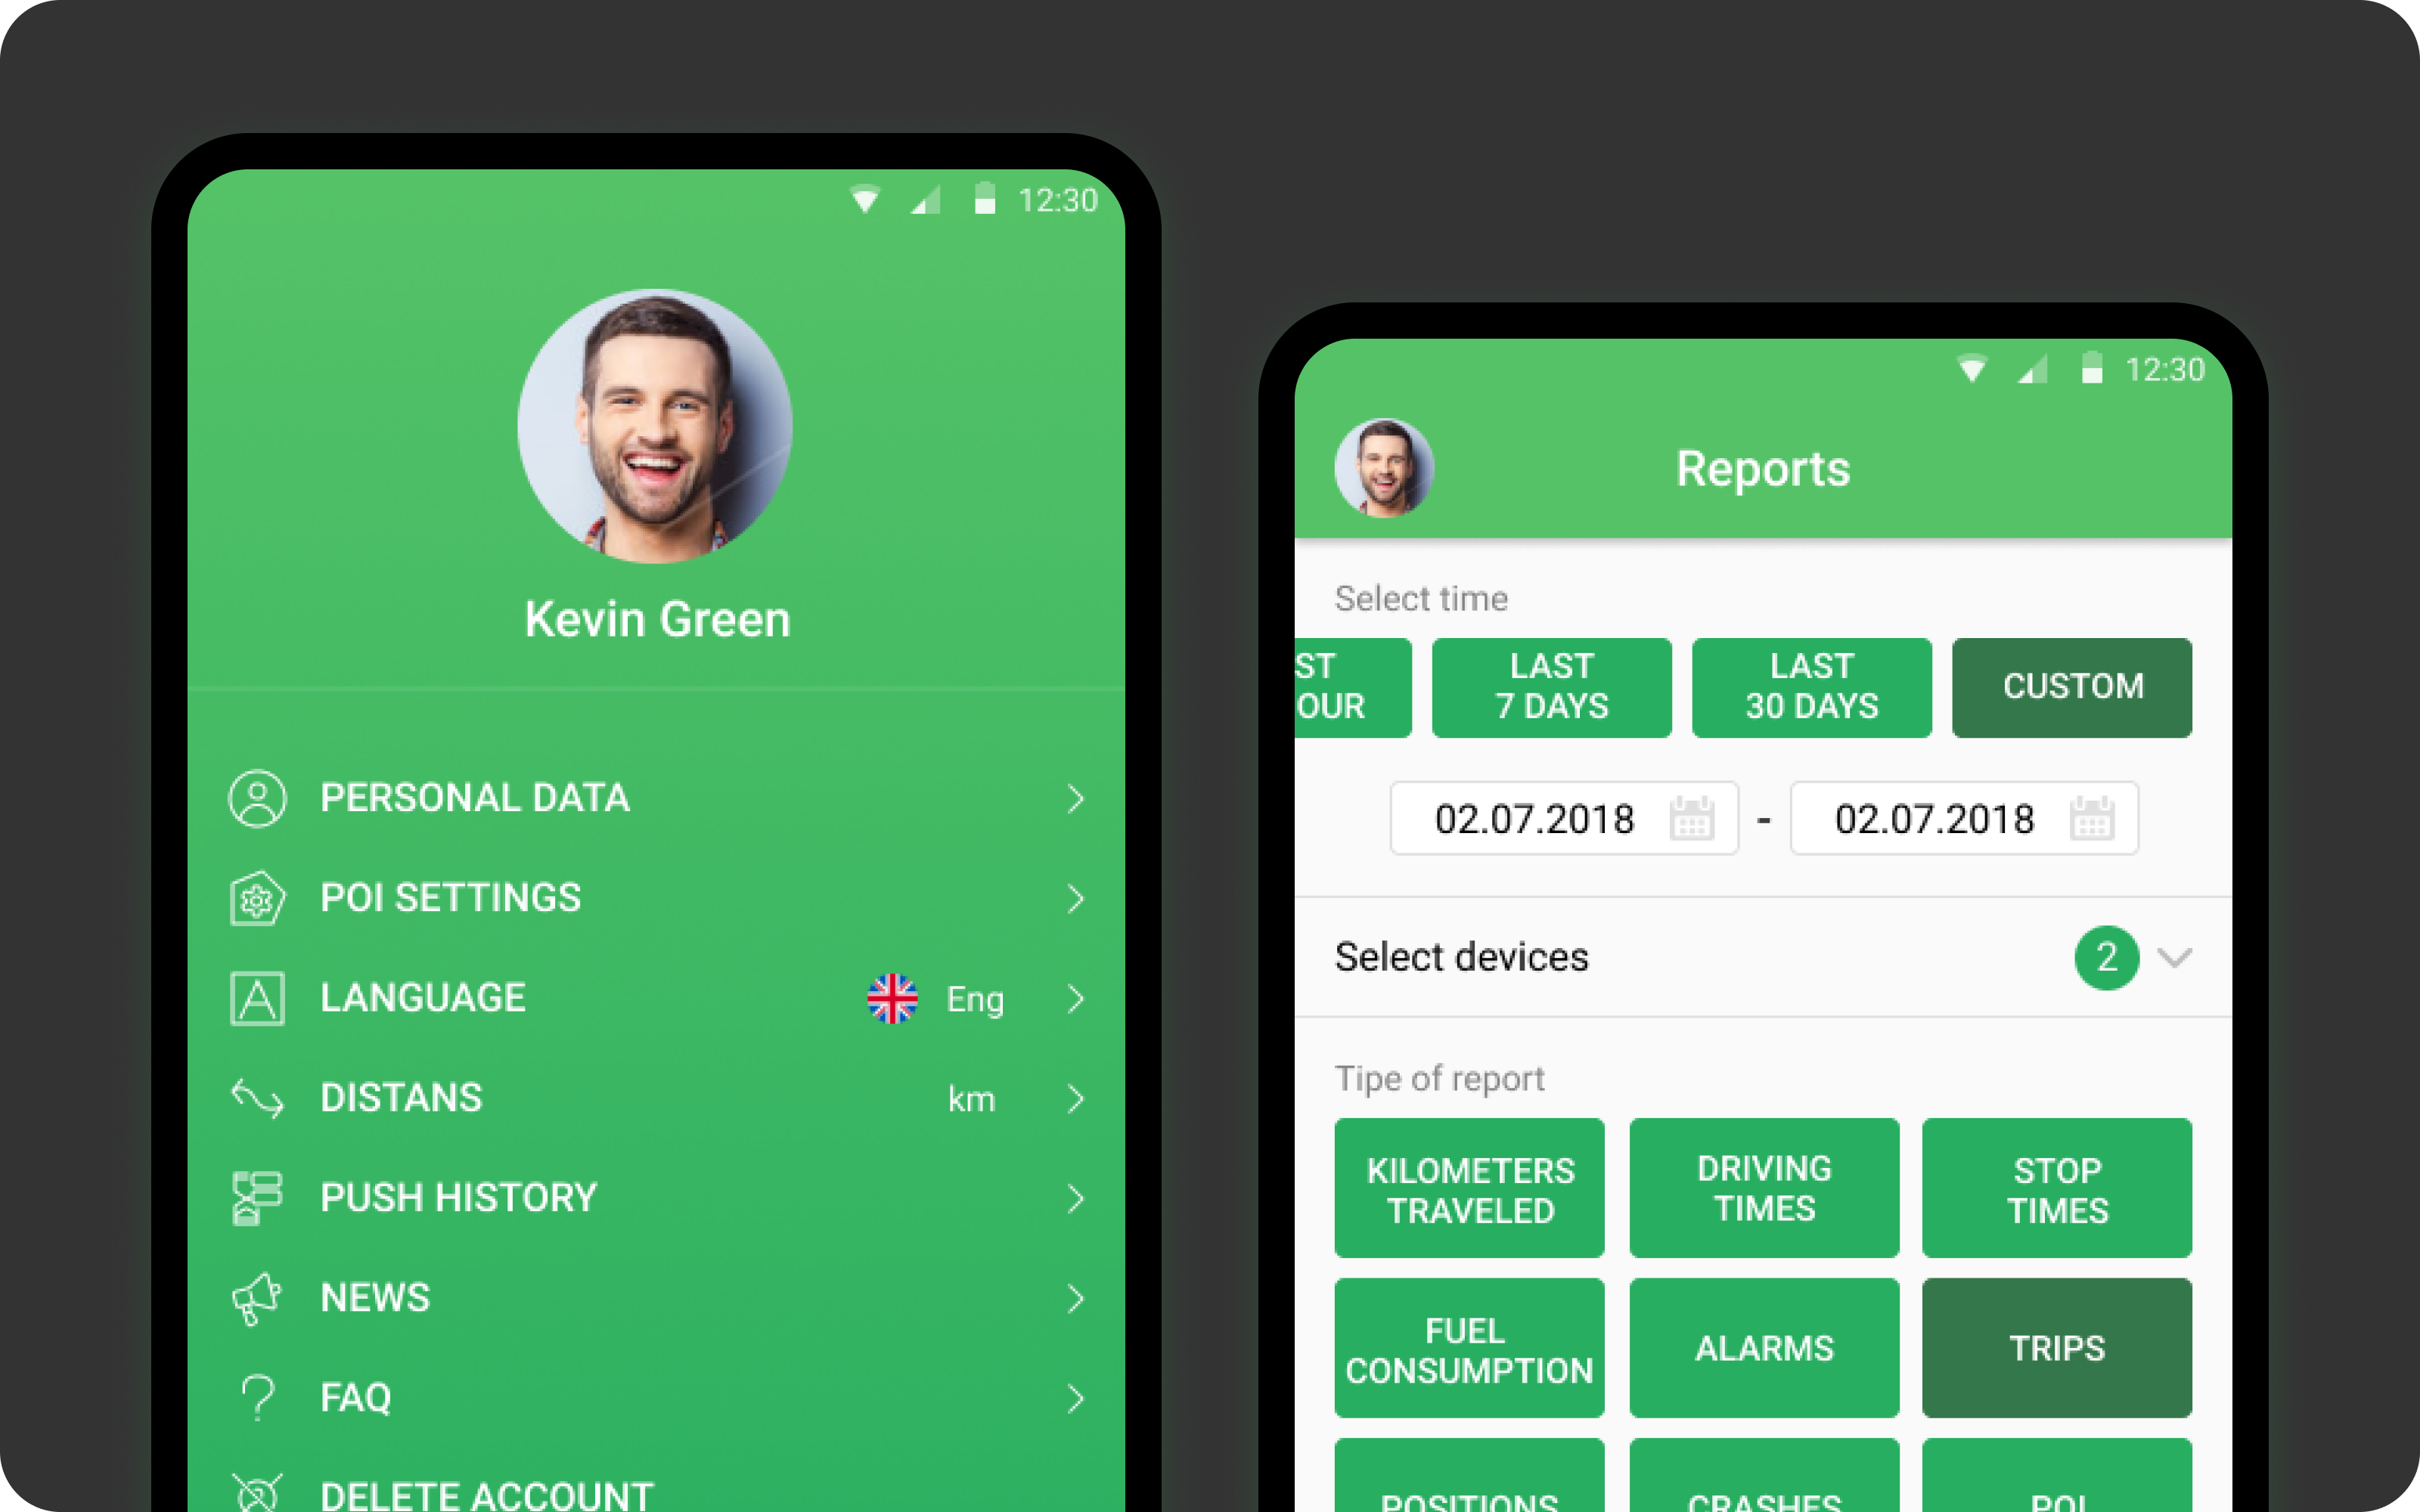 12:30
Kevin Green
PERSONAL DATA
POI SETTINGS
LANGUAGE Eng
DISTANS km
PUSH HISTORY
NEWS
FAQ
DELETE ACCOUNT
12:30
Reports
Select time
ST
OUR
LAST
7 DAYS
LAST
30 DAYS
CUSTOM
02.07.2018 - 02.07.2018
Select devices 2
Tipe of report
KILOMETERS
TRAVELED
DRIVING
TIMES
STOP
TIMES
FUEL
CONSUMPTION
ALARMS
TRIPS
POSITIONS
CRASHES
POI